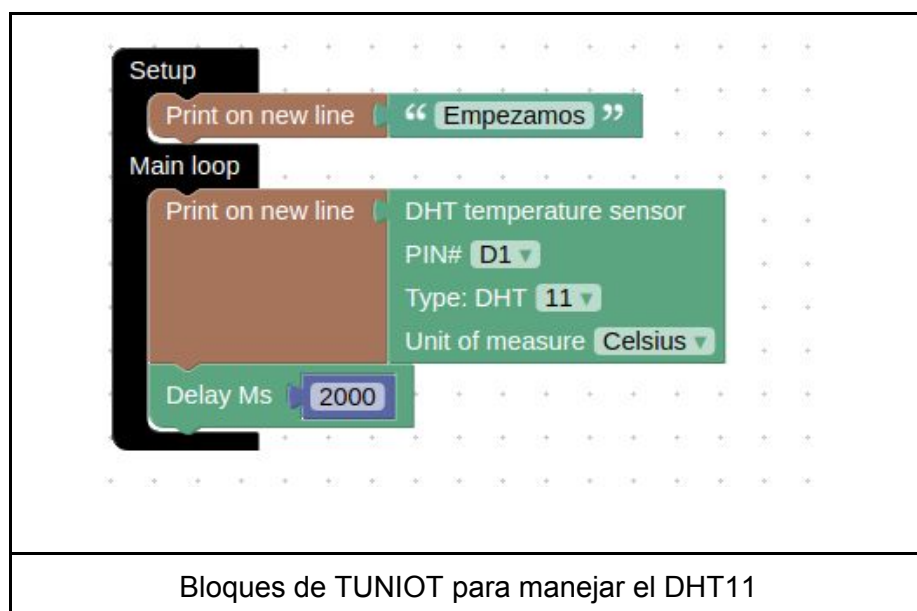 Setup
Print on new line “ Empezamos ”
Main loop
Print on new line DHT temperature sensor
PIN# D1
Type: DHT 11
Unit of measure Celsius
Delay Ms 2000
Bloques de TUNIOT para manejar el DHT11